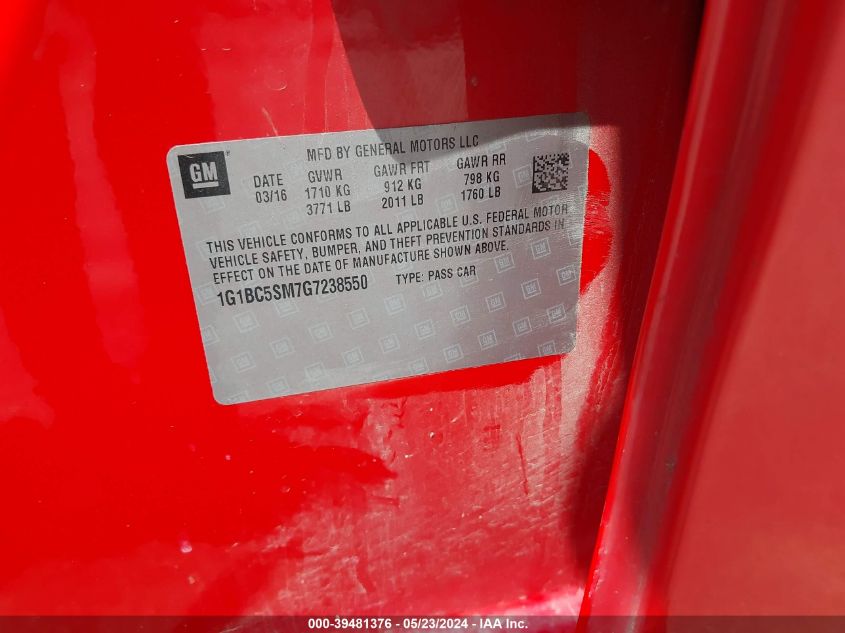 MFD BY GENERAL MOTORS LLC
GM
DATE GVWR GAWR FRT GAWR RR
03/16 1710 KG 912 KG 798 KG
3771 LB 2011 LB 1760 LB
THIS VEHICLE CONFORMS TO ALL APPLICABLE U.S. FEDERAL MOTOR
VEHICLE SAFETY, BUMPER, AND THEFT PREVENTION STANDARDS IN
EFFECT ON THE DATE OF MANUFACTURE SHOWN ABOVE.
1G1BC5SM7G7238550 TYPE: PASS CAR
000-39481376 - 05/23/2024 - IAA Inc.